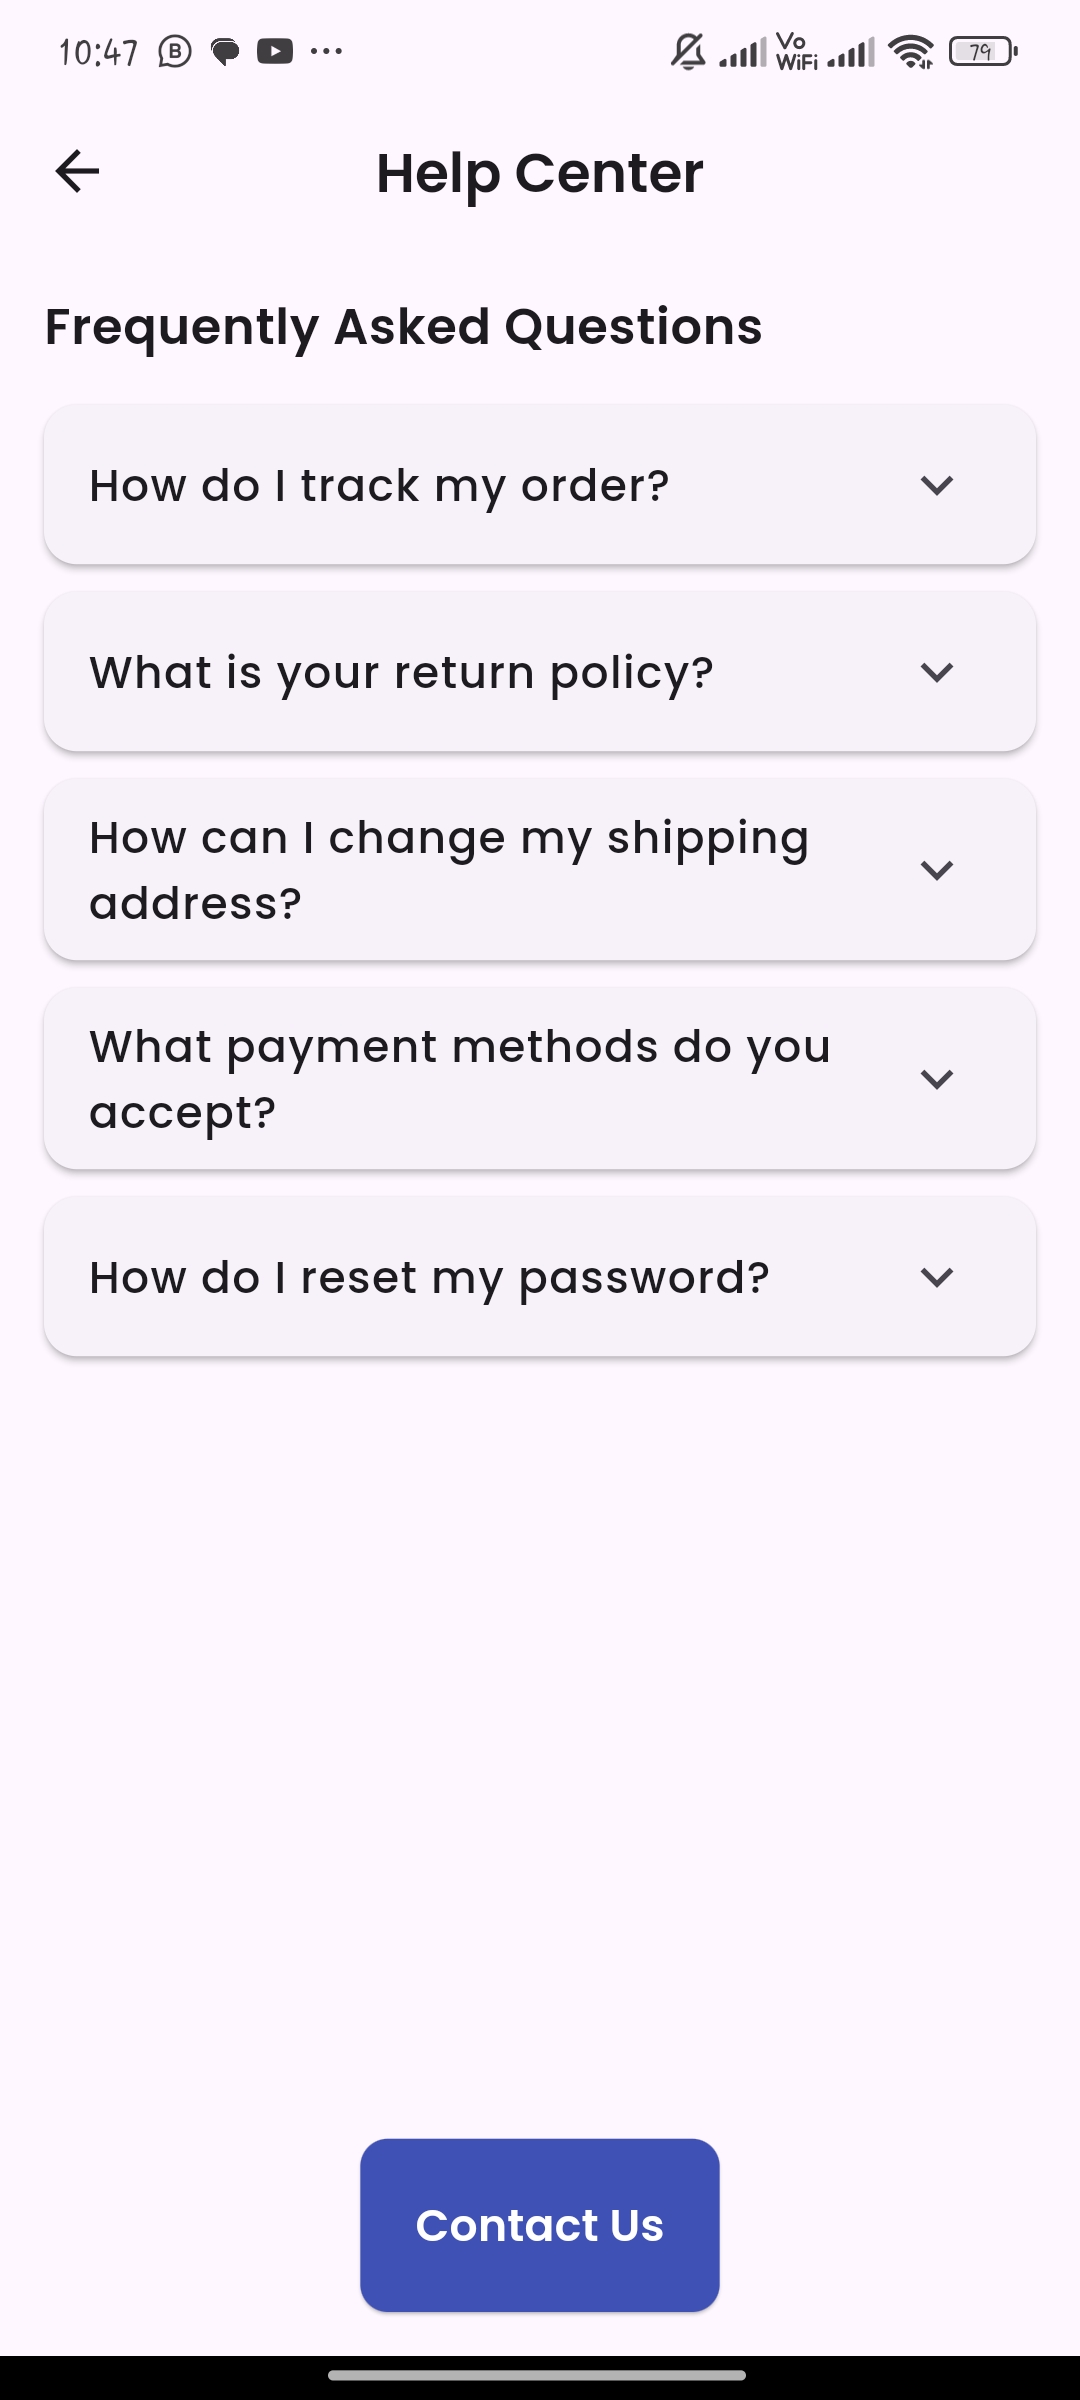 10:47
Vo
WiFi
79
Help Center
Frequently Asked Questions
How do I track my order?
What is your return policy?
How can I change my shipping
address?
What payment methods do you
accept?
How do I reset my password?
Contact Us